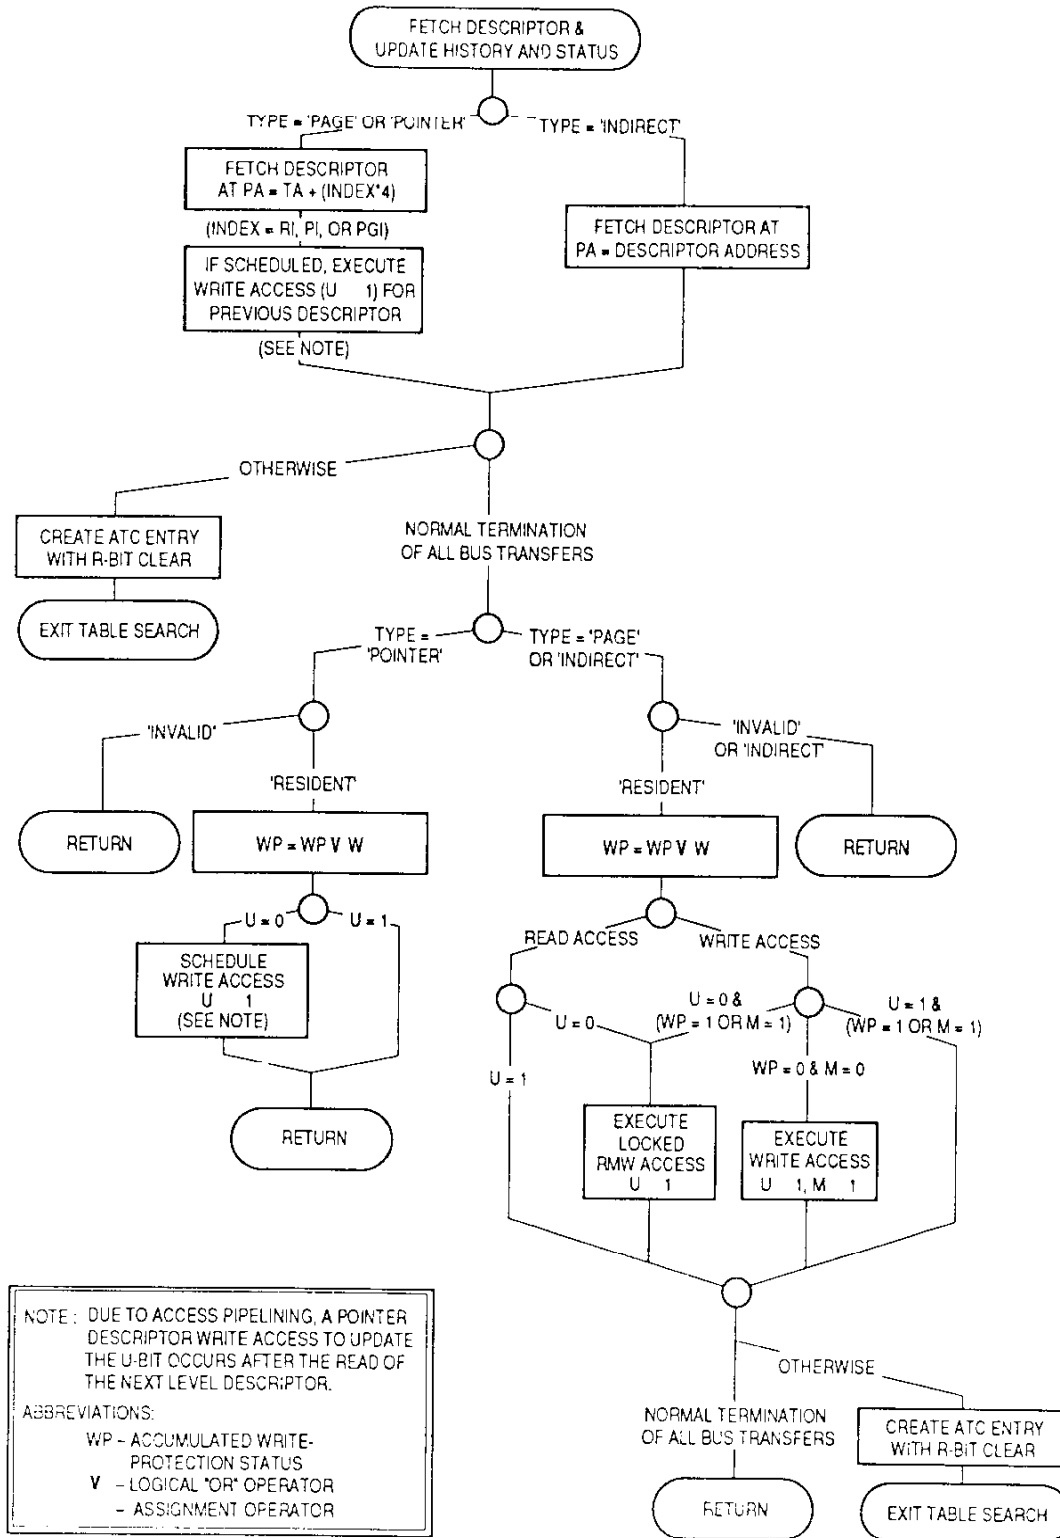 FETCH DESCRIPTOR &
UPDATE HISTORY AND STATUS
TYPE = 'PAGE' OR 'POINTER'
TYPE = 'INDIRECT'
FETCH DESCRIPTOR
AT PA = TA + (INDEX*4)
(INDEX = RI, PI, OR PGI)
IF SCHEDULED, EXECUTE
WRITE ACCESS (U 1) FOR
PREVIOUS DESCRIPTOR
(SEE NOTE)
FETCH DESCRIPTOR AT
PA = DESCRIPTOR ADDRESS
OTHERWISE
CREATE ATC ENTRY
WITH R-BIT CLEAR
EXIT TABLE SEARCH
NORMAL TERMINATION
OF ALL BUS TRANSFERS
TYPE =
'POINTER'
TYPE = 'PAGE'
OR 'INDIRECT'
'INVALID'
'RESIDENT'
RETURN
WP = WP V W
U = 0
U = 1
SCHEDULE
WRITE ACCESS
U 1
(SEE NOTE)
RETURN
'INVALID'
OR 'INDIRECT'
'RESIDENT'
RETURN
WP = WP V W
READ ACCESS
WRITE ACCESS
U = 0
U = 1
U = 0 &
(WP = 1 OR M = 1)
U = 1 &
(WP = 1 OR M = 1)
WP = 0 & M = 0
EXECUTE
LOCKED
RMW ACCESS
U 1
EXECUTE
WRITE ACCESS
U 1, M 1
OTHERWISE
NORMAL TERMINATION
OF ALL BUS TRANSFERS
RETURN
CREATE ATC ENTRY
WITH R-BIT CLEAR
EXIT TABLE SEARCH
NOTE : DUE TO ACCESS PIPELINING, A POINTER
DESCRIPTOR WRITE ACCESS TO UPDATE
THE U-BIT OCCURS AFTER THE READ OF
THE NEXT LEVEL DESCRIPTOR.
ABBREVIATIONS:
WP – ACCUMULATED WRITE-
PROTECTION STATUS
V – LOGICAL "OR" OPERATOR
– ASSIGNMENT OPERATOR